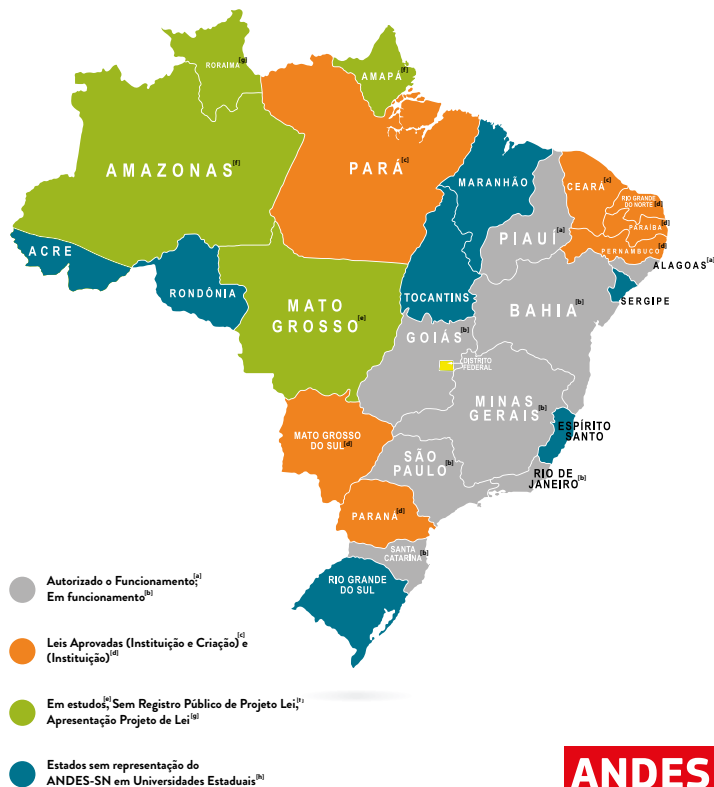 RORAIMA[g]
AMAPÁ[f]
AMAZONAS[f]
PARÁ[c]
MARANHÃO
CEARÁ[c]
RIO GRANDE
DO NORTE[d]
PARAÍBA[d]
PIAUÍ[a]
PERNAMBUCO[d]
ALAGOAS[a]
ACRE
RONDÔNIA
TOCANTINS
SERGIPE
MATO
GROSSO[e]
BAHIA[b]
GOIÁS[b]
DISTRITO
FEDERAL
MINAS
GERAIS[b]
ESPÍRITO
SANTO
MATO GROSSO
DO SUL[d]
SÃO
PAULO[b]
RIO DE
JANEIRO[b]
PARANÁ[d]
SANTA
CATARINA[b]
RIO GRANDE
DO SUL
Autorizado o Funcionamento;[a]
Em funcionamento[b]
Leis Aprovadas (Instituição e Criação)[c] e
(Instituição)[d]
Em estudos,[e] Sem Registro Público de Projeto Lei,[f]
Apresentação Projeto de Lei[g]
Estados sem representação do
ANDES-SN em Universidades Estaduais[h]
ANDES